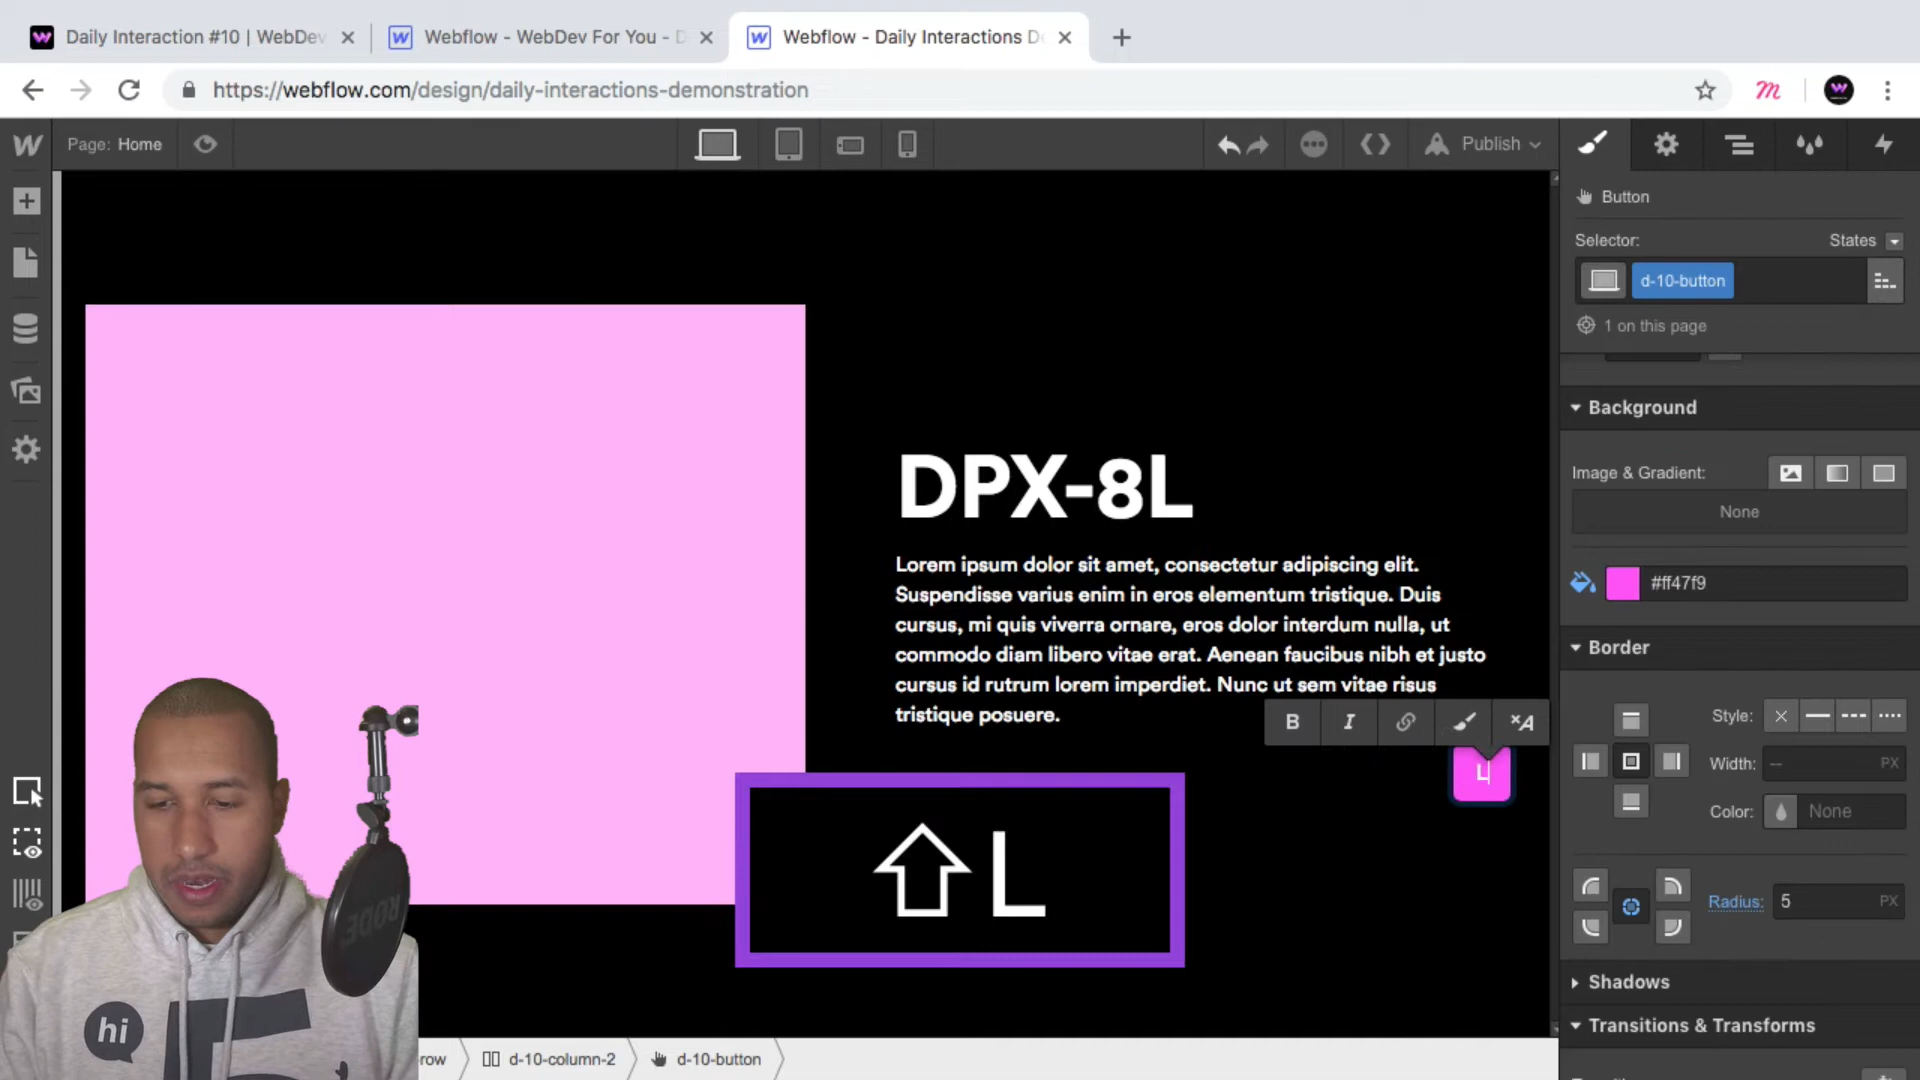 Daily Interaction #10 | WebDev
Webflow - WebDev For You - D
Webflow - Daily Interactions De
https://webflow.com/design/daily-interactions-demonstration
Page: Home
Publish
Button
Selector:
States
d-10-button
1 on this page
Background
Image & Gradient:
None
#ff47f9
Border
Style:
Width:
--
PX
Color:
None
Radius:
5
PX
Shadows
Transitions & Transforms
DPX-8L
Lorem ipsum dolor sit amet, consectetur adipiscing elit.
Suspendisse varius enim in eros elementum tristique. Duis
cursus, mi quis viverra ornare, eros dolor interdum nulla, ut
commodo diam libero vitae erat. Aenean faucibus nibh et justo
cursus id rutrum lorem imperdiet. Nunc ut sem vitae risus
tristique posuere.
B I
L
⇧ L
hi
RODE
row
d-10-column-2
d-10-button